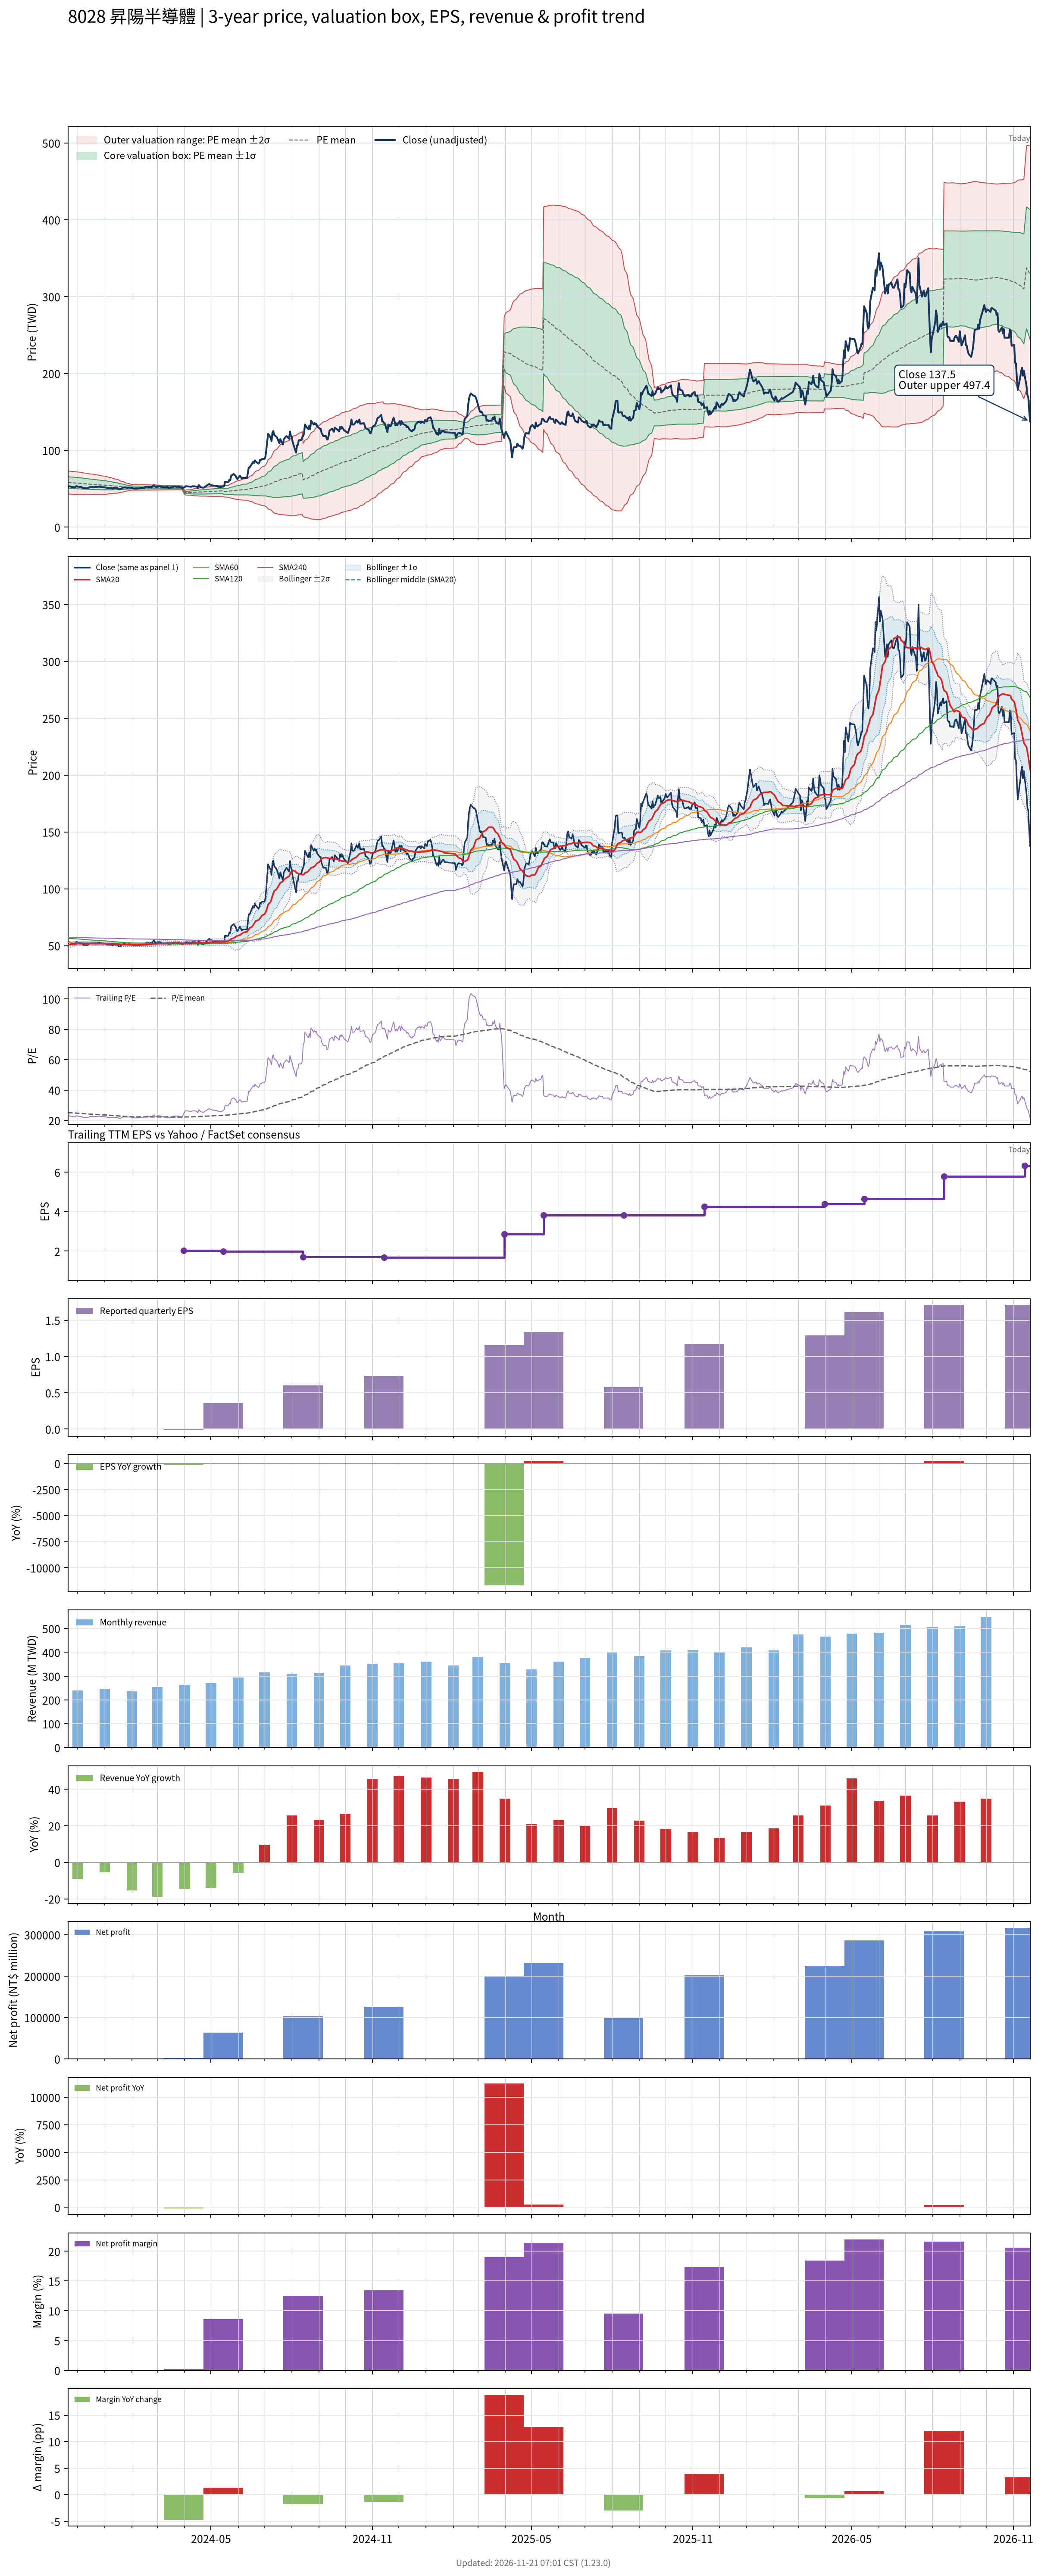 8028 昇陽半導體 | 3-year price, valuation box, EPS, revenue & profit trend
Outer valuation range: PE mean ±2σ
PE mean
Close (unadjusted)
Core valuation box: PE mean ±1σ
Today
500
400
300
200
100
0
Price (TWD)
Close 137.5
Outer upper 497.4
Close (same as panel 1)
SMA60
SMA240
Bollinger ±1σ
SMA20
SMA120
Bollinger ±2σ
Bollinger middle (SMA20)
350
300
250
200
150
100
50
Price
Trailing P/E
P/E mean
100
80
60
40
20
P/E
Trailing TTM EPS vs Yahoo / FactSet consensus
Today
6
4
2
EPS
Reported quarterly EPS
1.5
1.0
0.5
0.0
EPS
EPS YoY growth
0
-2500
-5000
-7500
-10000
YoY (%)
Monthly revenue
500
400
300
200
100
0
Revenue (M TWD)
Revenue YoY growth
40
20
0
-20
YoY (%)
Month
Net profit
300000
200000
100000
0
Net profit (NT$ million)
Net profit YoY
10000
7500
5000
2500
0
YoY (%)
Net profit margin
20
15
10
5
0
Margin (%)
Margin YoY change
15
10
5
0
-5
Δ margin (pp)
2024-05
2024-11
2025-05
2025-11
2026-05
2026-11
Updated: 2026-11-21 07:01 CST (1.23.0)